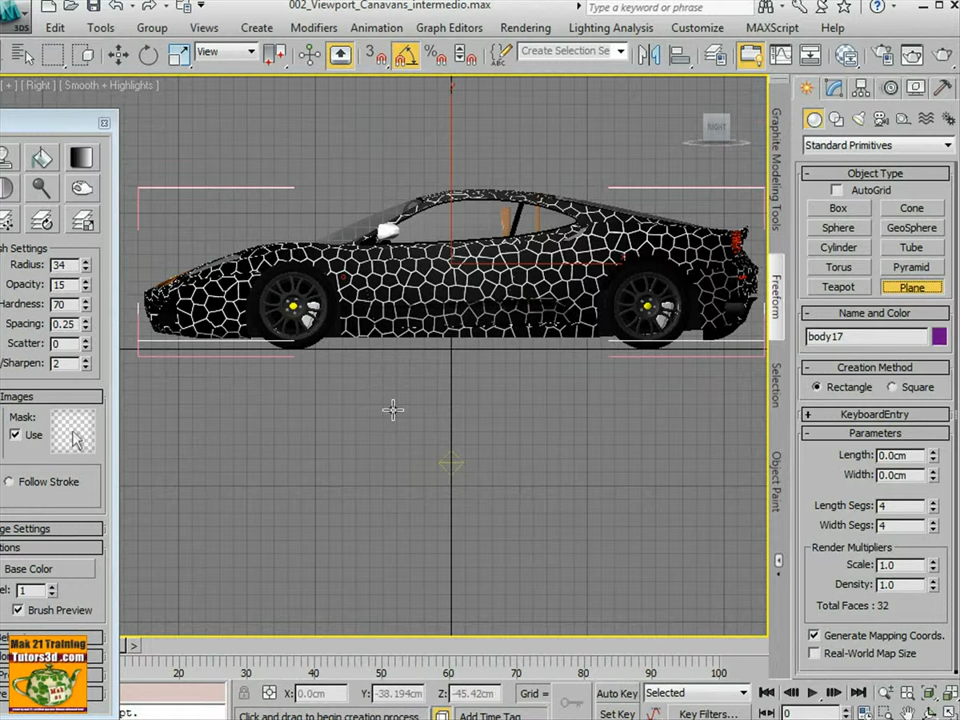 002_Viewport_Canavans_intermedio.max
Type a keyword or phrase
3DS
Edit Tools Group Views Create Modifiers Animation Graph Editors Rendering Lighting Analysis Customize MAXScript Help
View
Create Selection Se
[ + ] [ Right ] [ Smooth + Highlights ]
RIGHT
Graphite Modeling Tools
Freeform
Selection
Object Paint
Standard Primitives
Object Type
AutoGrid
Box Cone
Sphere GeoSphere
Cylinder Tube
Torus Pyramid
Teapot Plane
Name and Color
body17
Creation Method
Rectangle Square
KeyboardEntry
Parameters
Length: 0.0cm
Width: 0.0cm
Length Segs: 4
Width Segs: 4
Render Multipliers
Scale: 1.0
Density: 1.0
Total Faces : 32
Generate Mapping Coords.
Real-World Map Size
sh Settings
Radius: 34
Opacity: 15
Hardness: 70
Spacing: 0.25
Scatter: 0
/Sharpen: 2
Images
Mask:
Use
Follow Stroke
ge Settings
tions
Base Color
el: 1
Brush Preview
Mak 21 Training
Tutors3d .com
Mak 21
20 30 40 50 60 70 80 90 100
X: 0.0cm Y: -38.194cm Z: -45.42cm Grid =
Auto Key Selected
pt.
Click and drag to begin creation process
Add Time Tag
Set Key Key Filters...
0